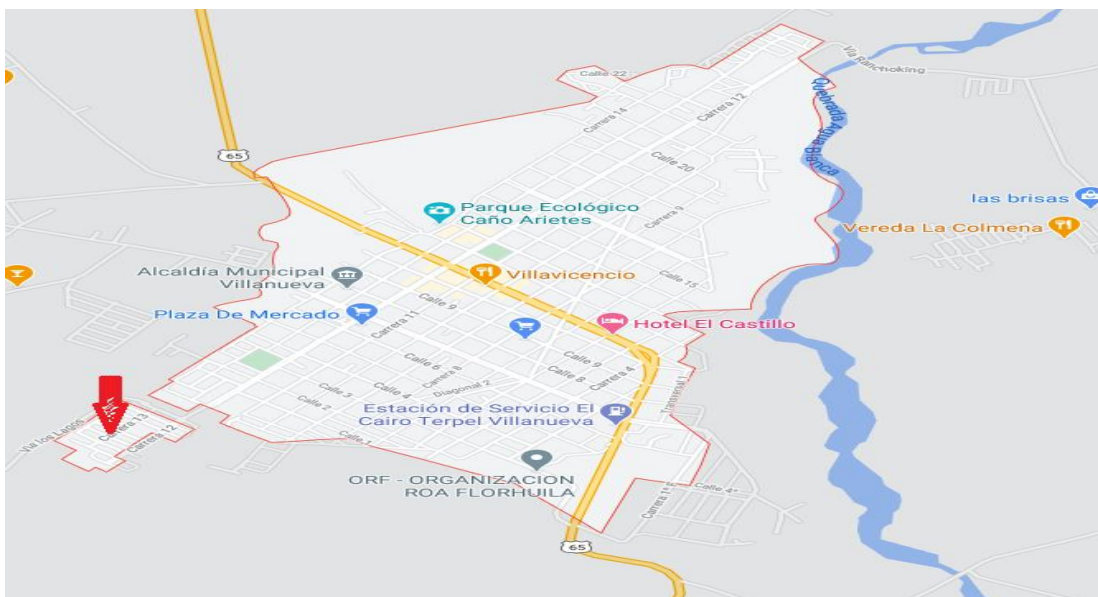 Calle 22
Via Ranchoking
Carrera 14
Carrera 12
Quebrada Agua Blanca
65
Calle 20
Parque Ecológico
Caño Arietes
Carrera 9
las brisas
Vereda La Colmena
Alcaldía Municipal
Villanueva
Villavicencio
Calle 15
Plaza De Mercado
Calle 9
Carrera 11
Hotel El Castillo
Calle 6
Calle 9
Carrera 8
Calle 8
Carrera 4
Diagonal 2
Calle 3
Calle 4
Transversal 1
Calle 2
Estación de Servicio El
Cairo Terpel Villanueva
Vía los Lagos
Carrera 13
Carrera 12
Calle 1
ORF - ORGANIZACION
ROA FLORHUILA
Carrera 1ª
Calle 4ª
65